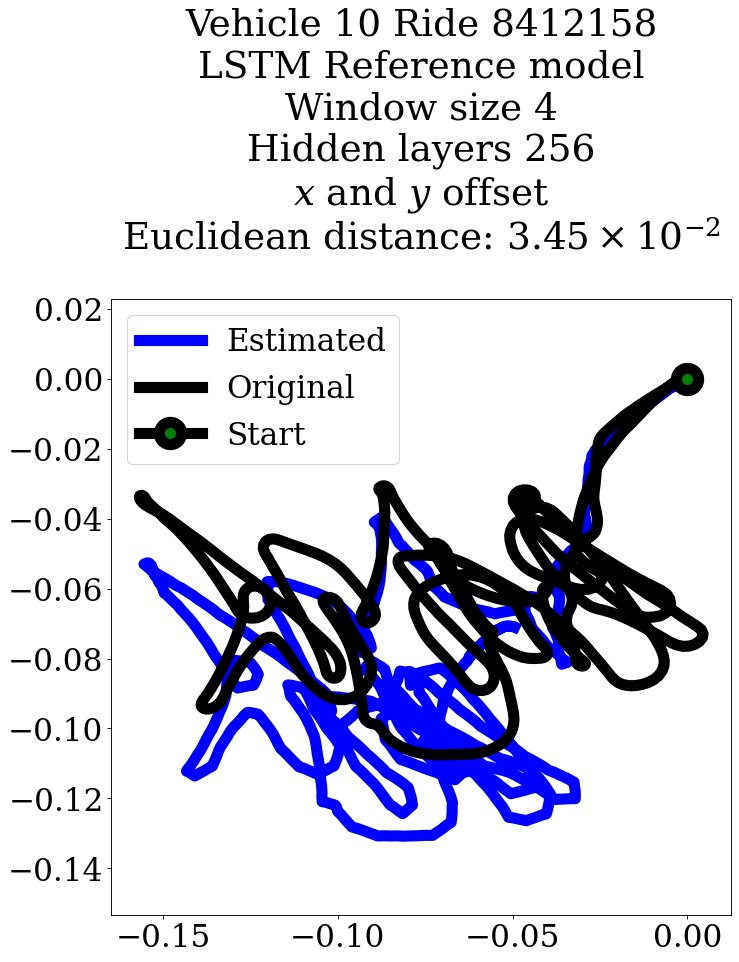 Vehicle 10 Ride 8412158
LSTM Reference model
Window size 4
Hidden layers 256
x and y offset
Euclidean distance: 3.45 × 10⁻²
0.02
0.00
−0.02
−0.04
−0.06
−0.08
−0.10
−0.12
−0.14
Estimated
Original
Start
−0.15
−0.10
−0.05
0.00